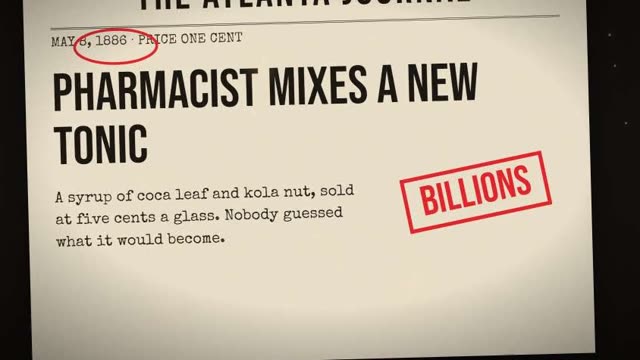 THE ATLANTA JOURNAL
MAY 8, 1886 · PRICE ONE CENT
PHARMACIST MIXES A NEW
TONIC
A syrup of coca leaf and kola nut, sold
at five cents a glass. Nobody guessed
what it would become.
BILLIONS